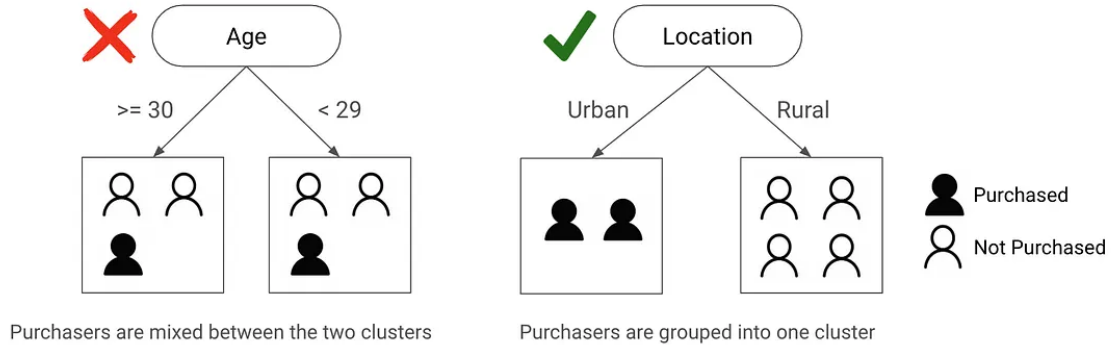 Age
>= 30
< 29
Purchasers are mixed between the two clusters
Location
Urban
Rural
Purchasers are grouped into one cluster
Purchased
Not Purchased